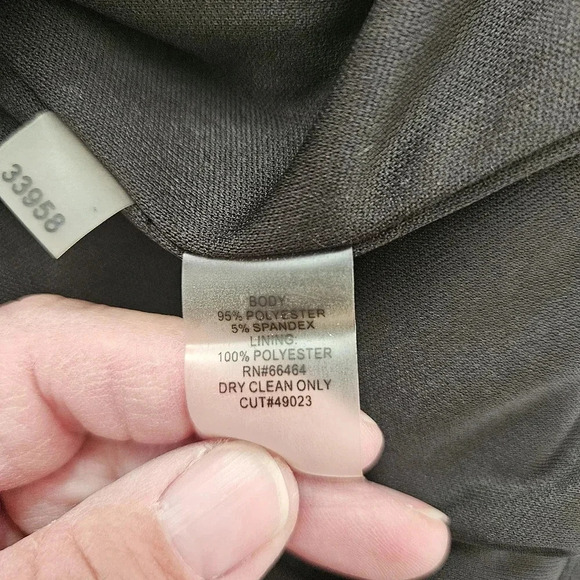 33958
BODY:
95% POLYESTER
5% SPANDEX
LINING:
100% POLYESTER
RN#66464
DRY CLEAN ONLY
CUT#49023